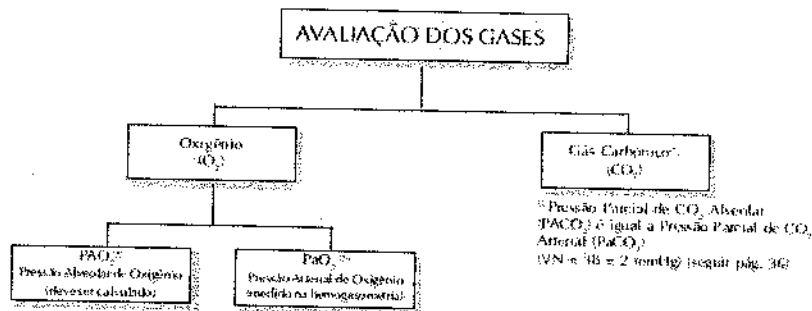 AVALIAÇÃO DOS GASES
Oxigênio
(O₂)
Gás Carbônico
(CO₂)
Pressão Parcial de CO₂ Alveolar
(PACO₂) é igual a Pressão Parcial de CO₂
Arterial (PaCO₂)
(VN = ± 2 mmHg) (seguir pág. 36)
PAO₂
Pressão Alveolar de Oxigênio
(deve ser calculado)
PaO₂
Pressão Arterial de Oxigênio
(medido na hemogasometria)